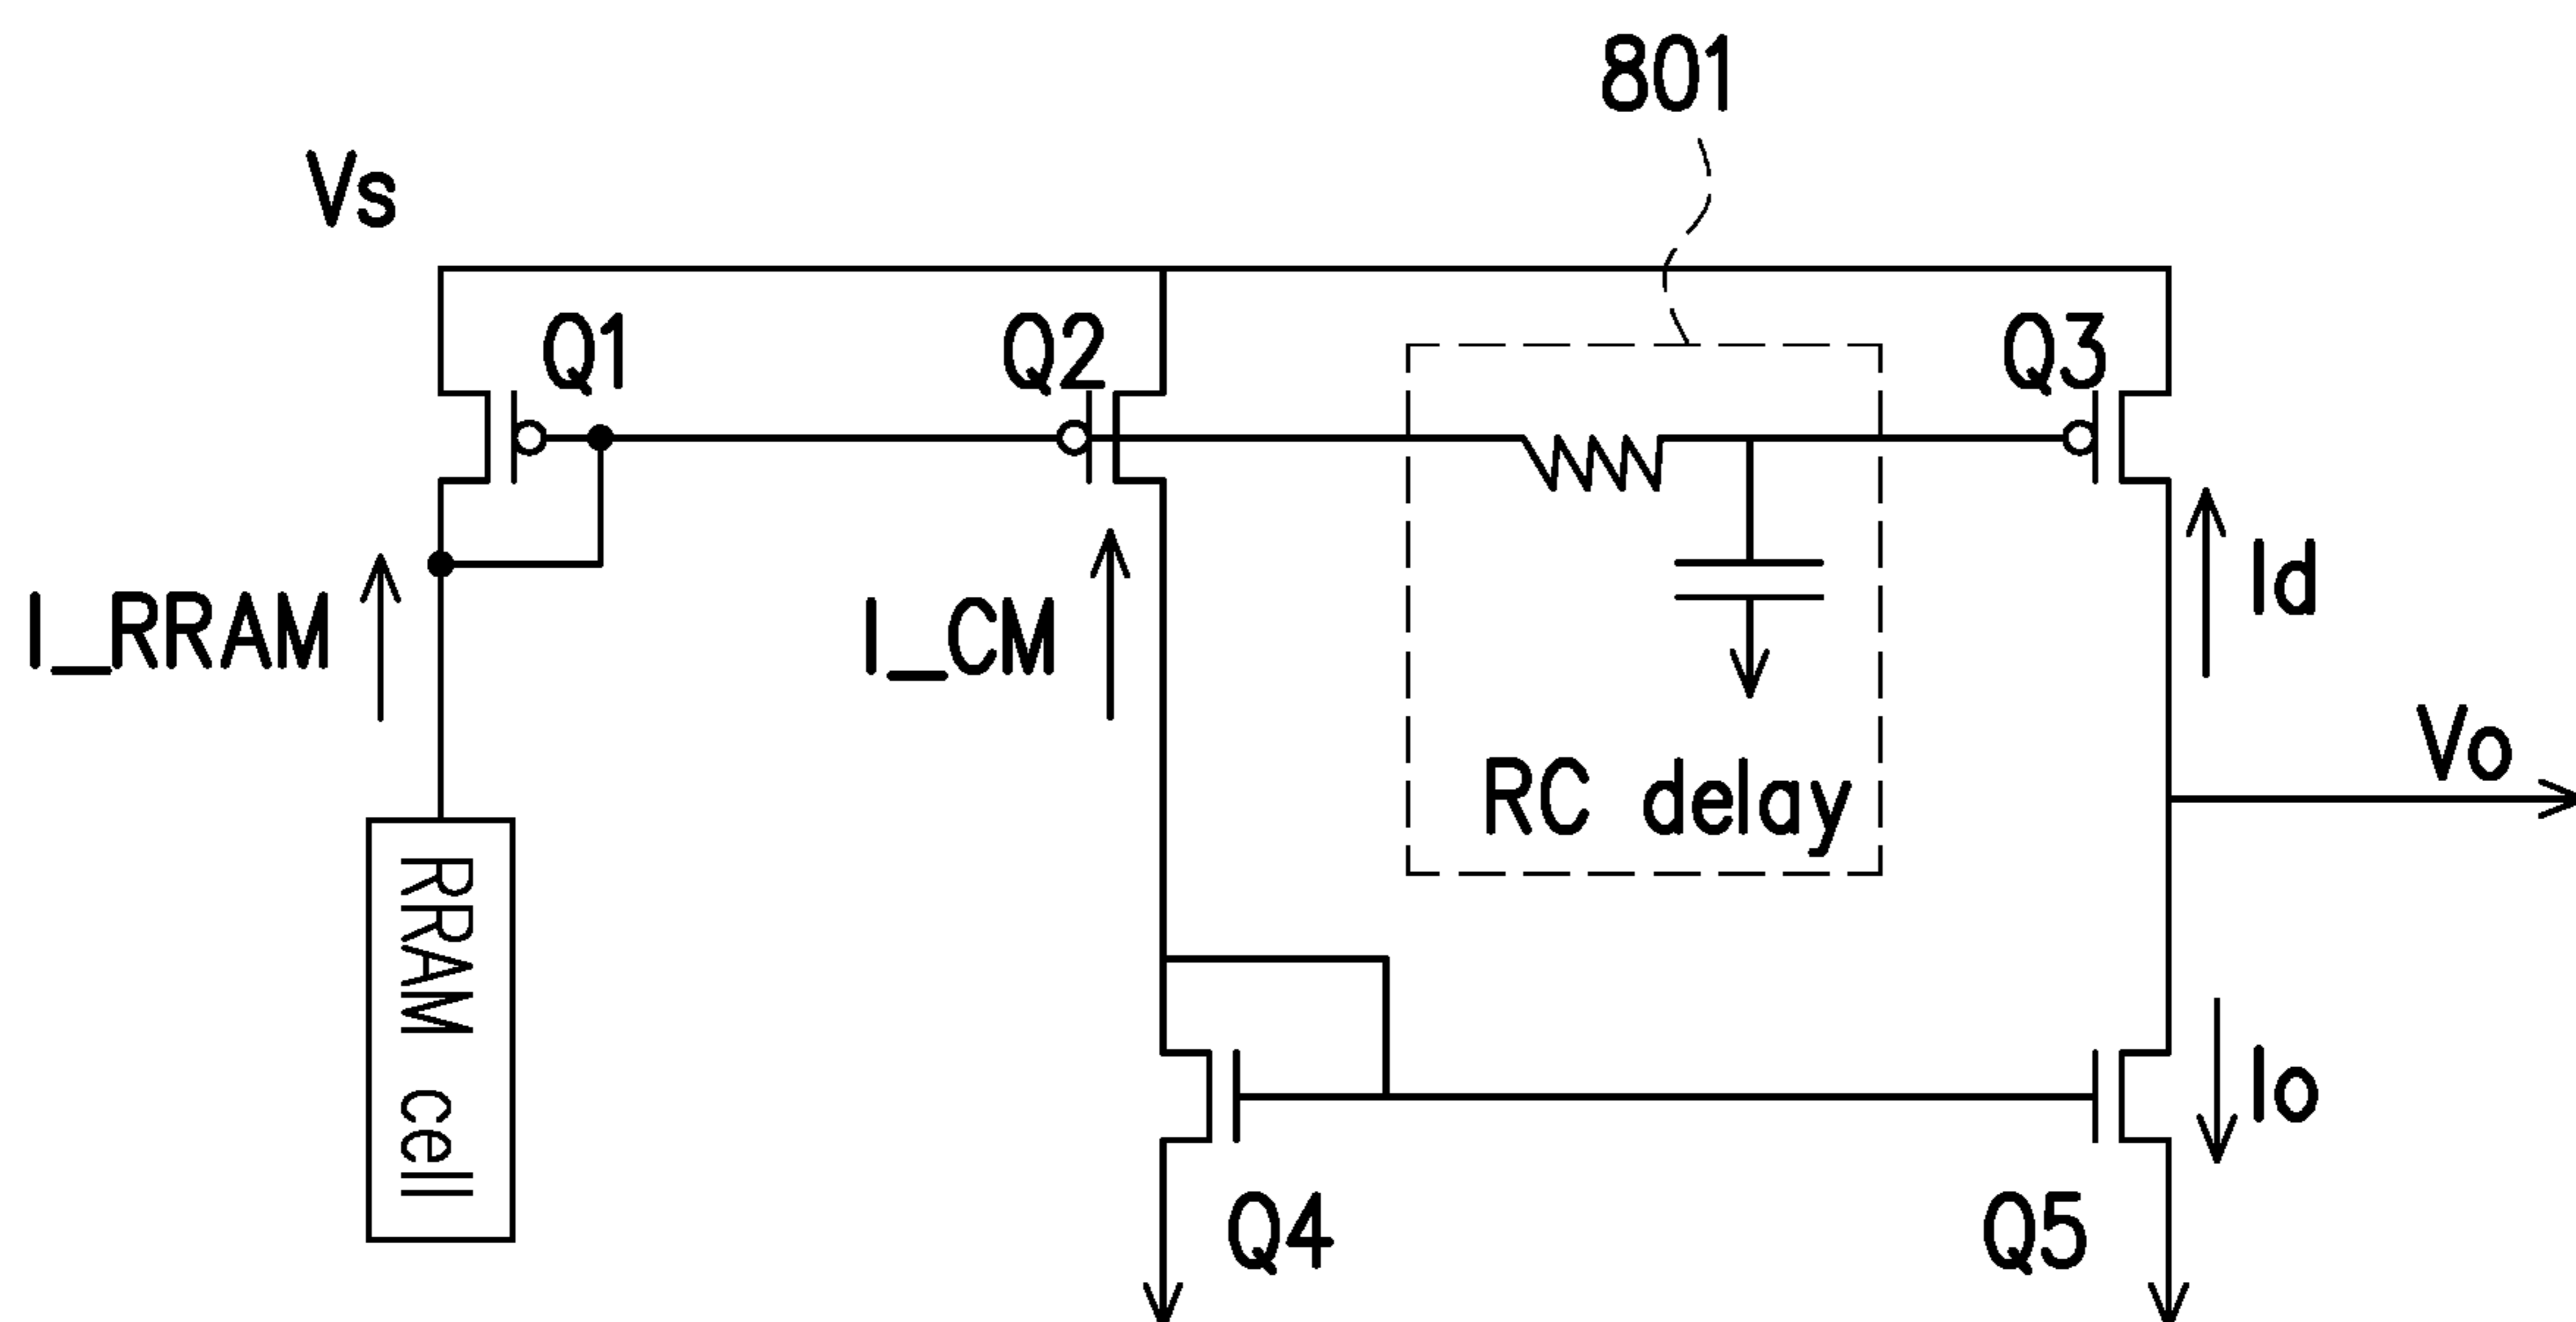 801
Vs
Q1
Q2
Q3
I_RRAM
I_CM
Id
RC delay
Vo
RRAM cell
Io
Q4
Q5